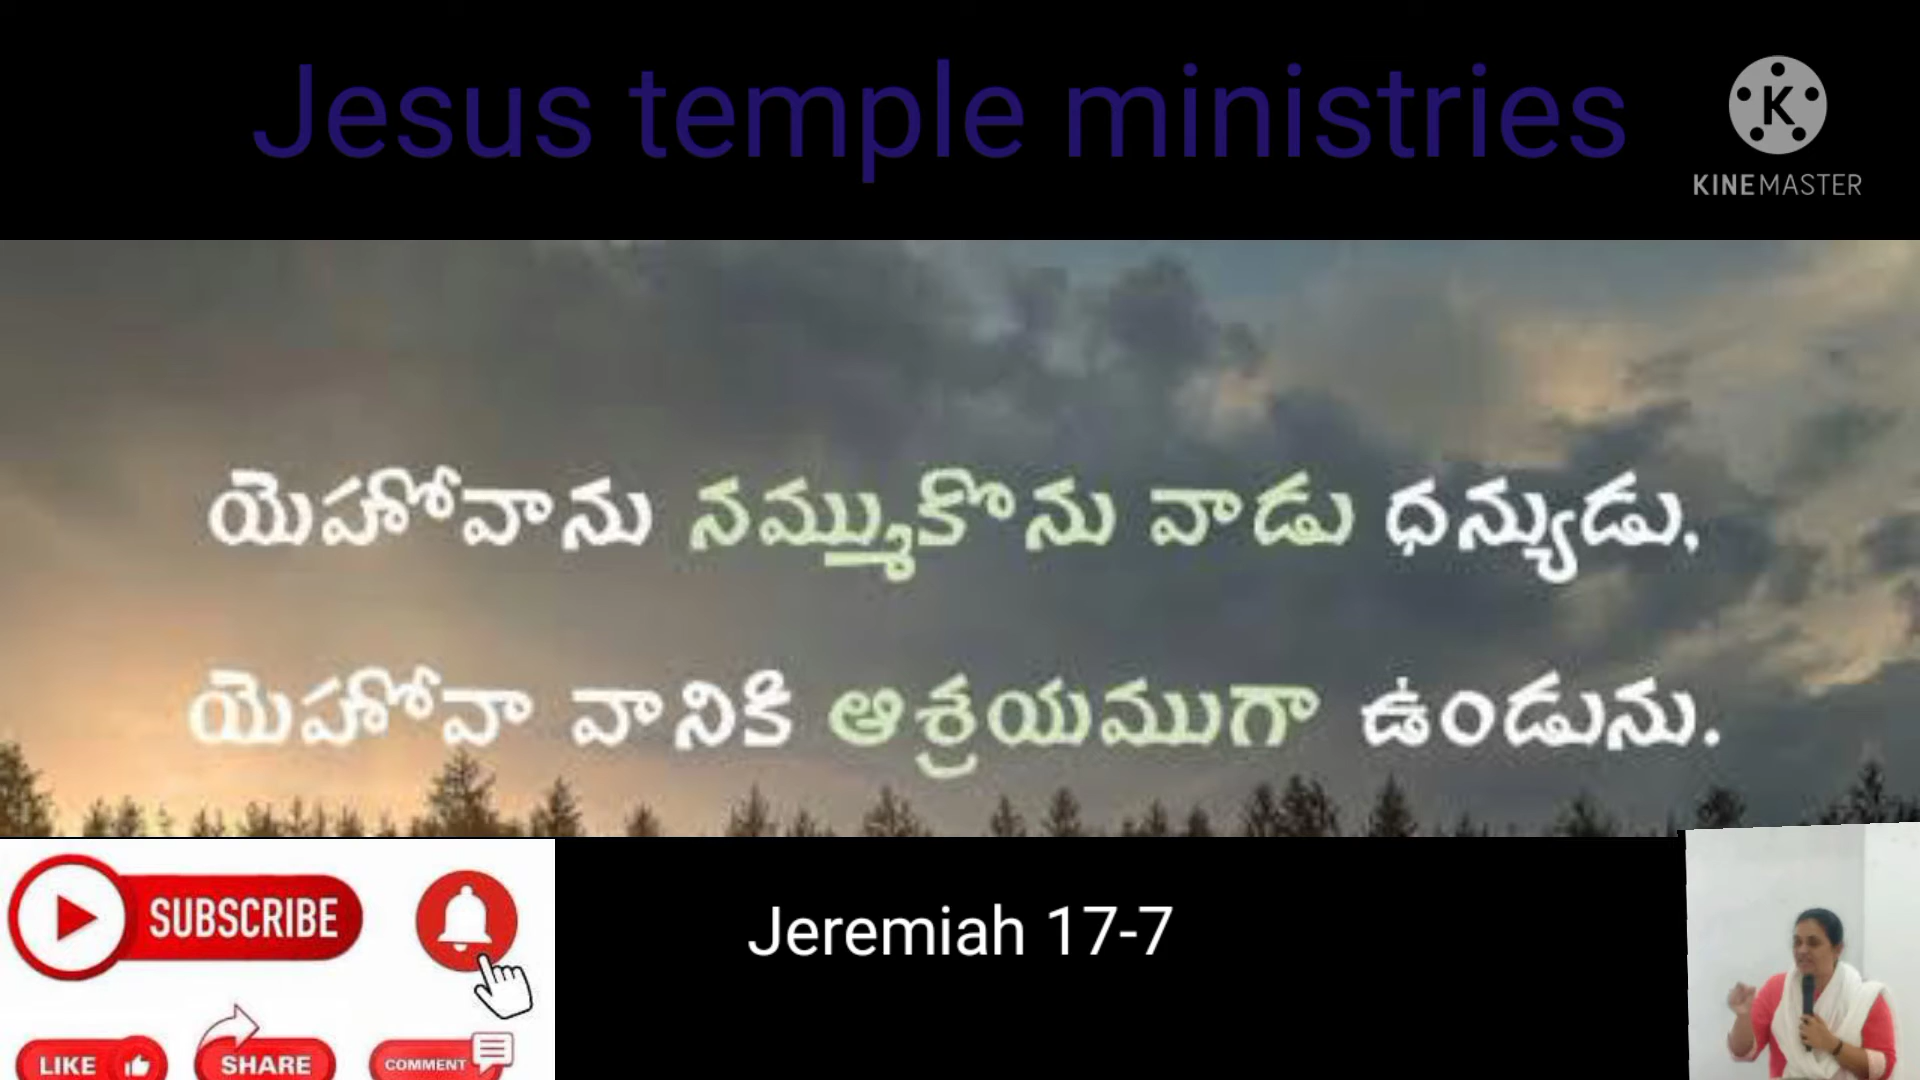 Jesus temple ministries
K
KINEMASTER
యెహోవాను నమ్ముకొను వాడు ధన్యుడు,
యెహోవా వానికి ఆశ్రయముగా ఉండును.
SUBSCRIBE
Jeremiah 17-7
LIKE
SHARE
COMMENT